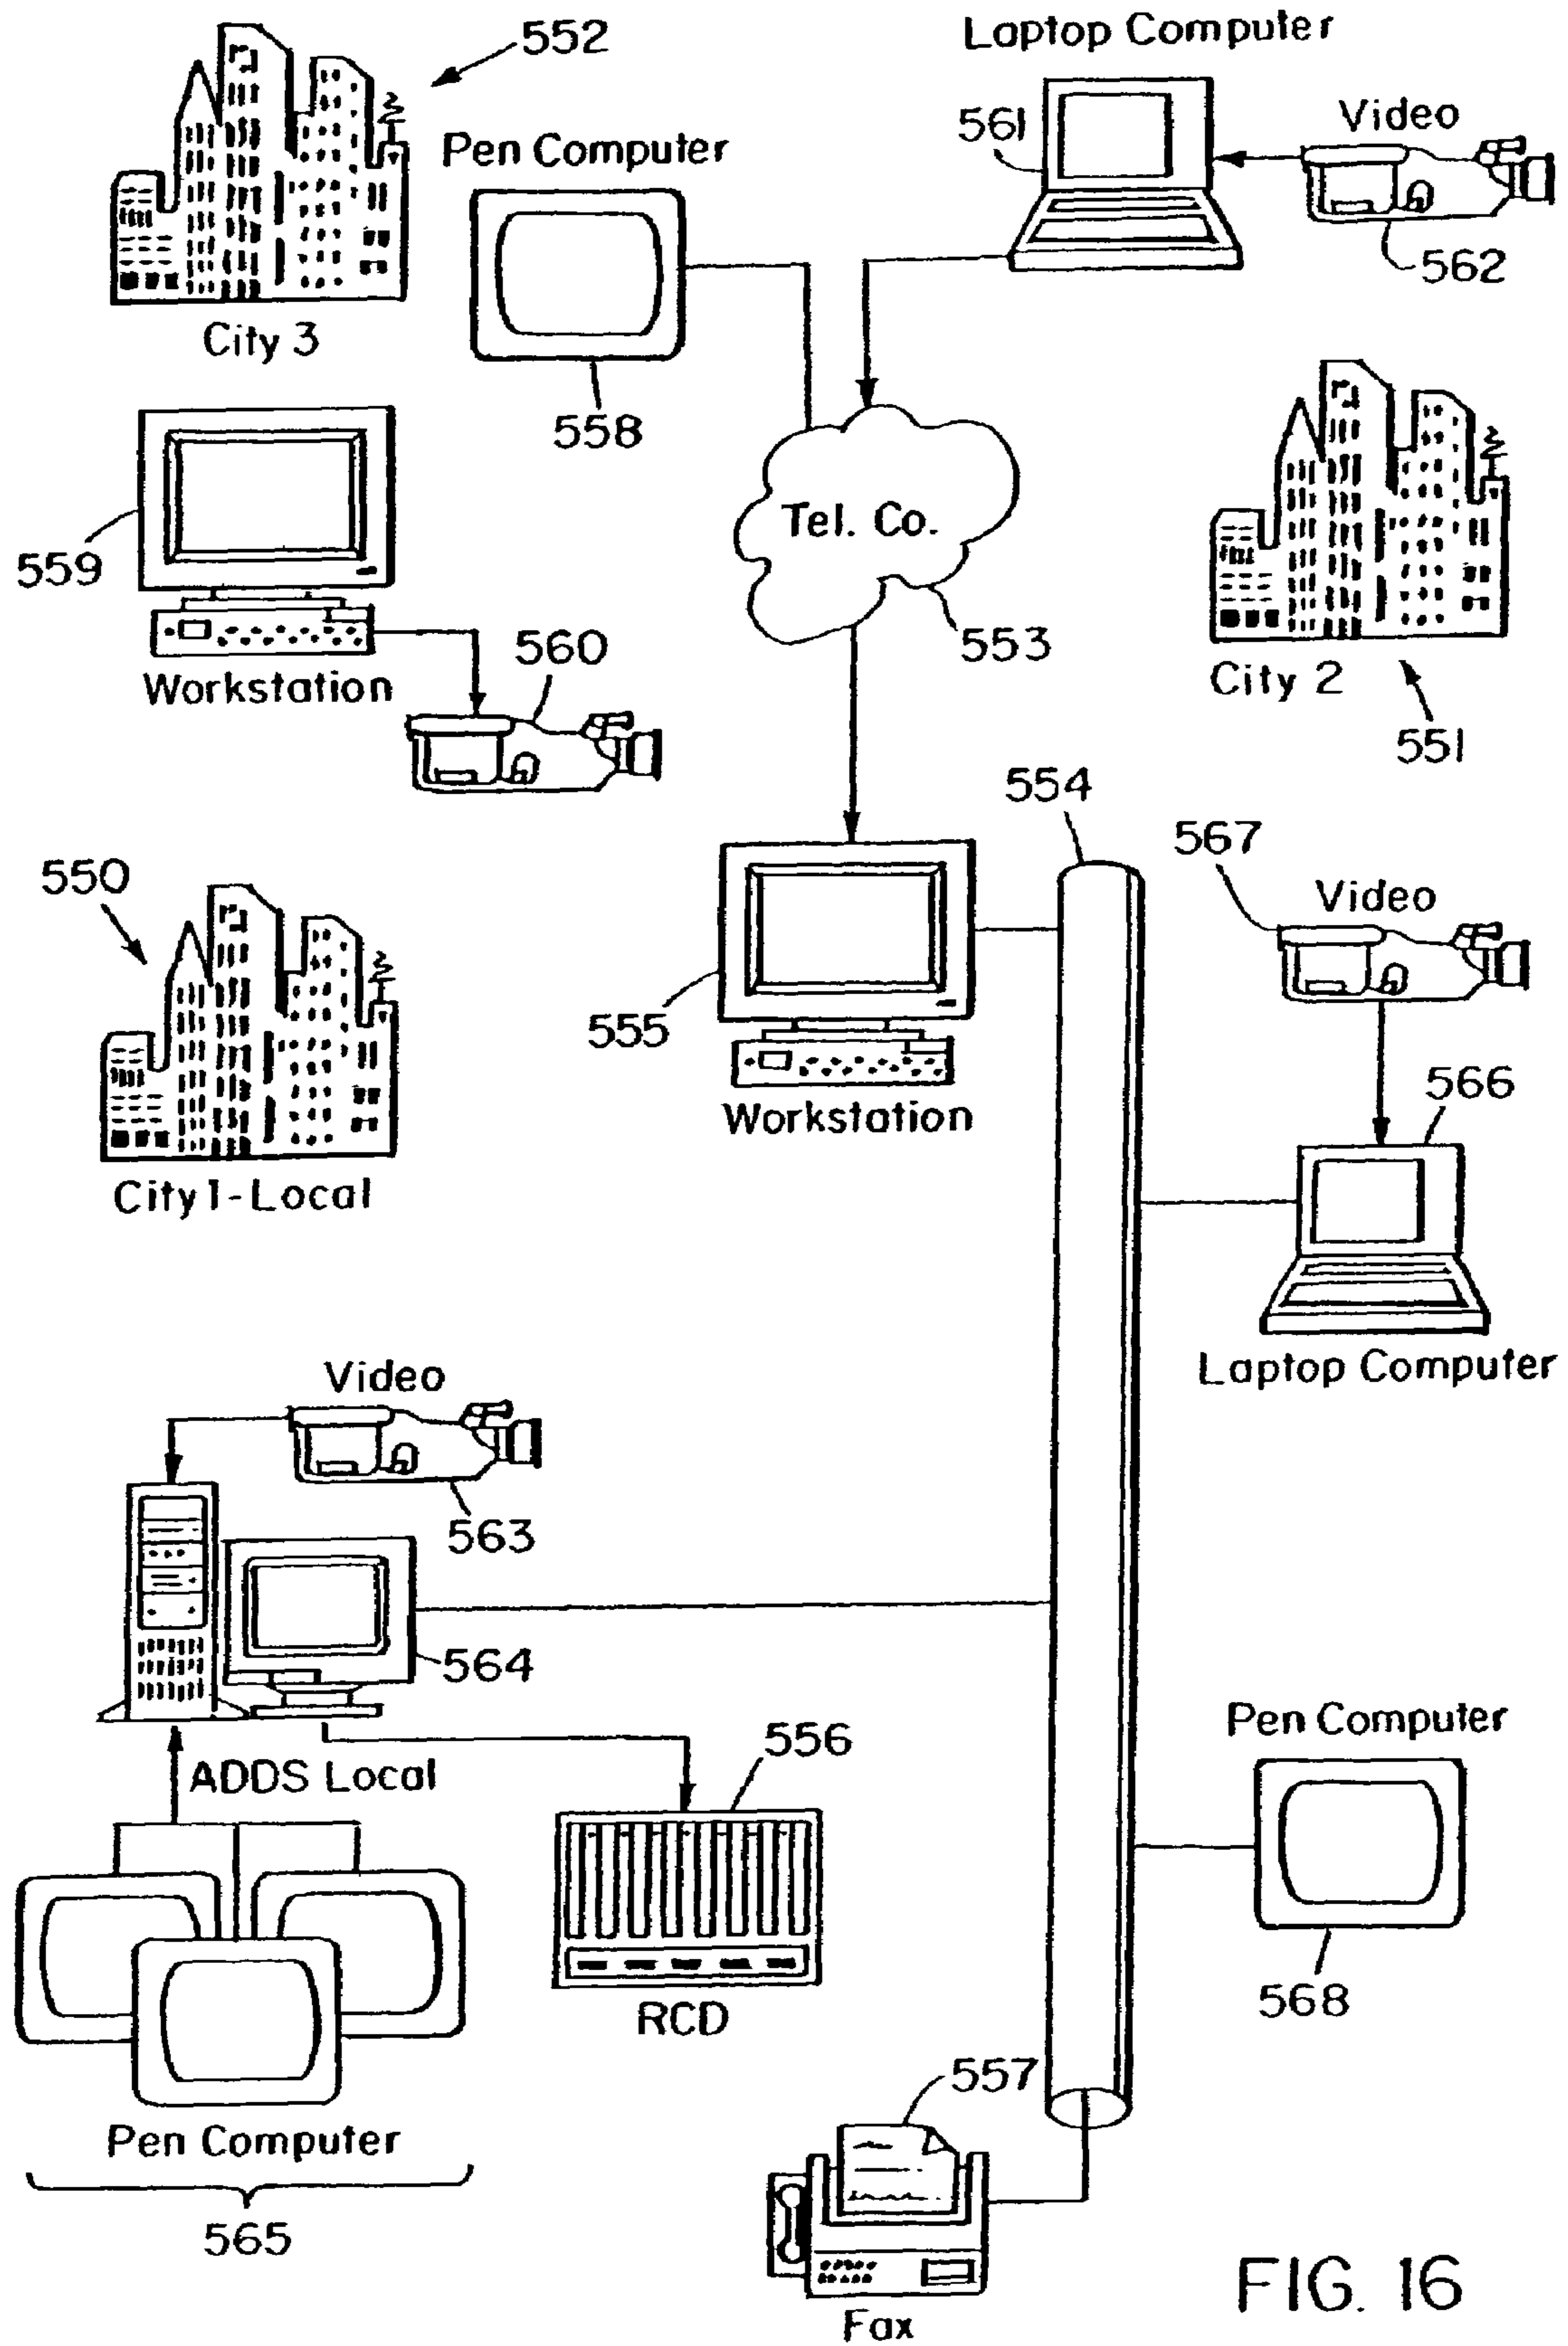 552
Laptop Computer
561
Video
Pen Computer
562
City 3
558
559
Tel. Co.
553
560
Workstation
City 2
551
554
567
Video
550
555
Workstation
566
City 1-Local
Laptop Computer
Video
563
564
Pen Computer
556
ADDS Local
568
RCD
557
Pen Computer
565
Fax
FIG. 16